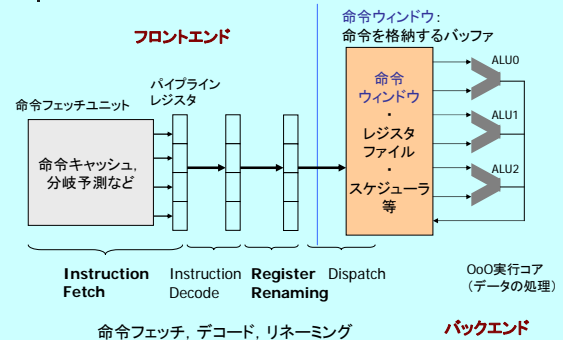 命令ウィンドウ：
命令を格納するバッファ
フロントエンド
パイプライン
レジスタ
命令フェッチユニット
命令キャッシュ,
分岐予測など
命令
ウィンドウ
・
レジスタ
ファイル
・
スケジューラ
等
ALU0
ALU1
ALU2
Instruction
Fetch
Instruction
Decode
Register
Renaming
Dispatch
OoO実行コア
（データの処理）
命令フェッチ, デコード, リネーミング
バックエンド